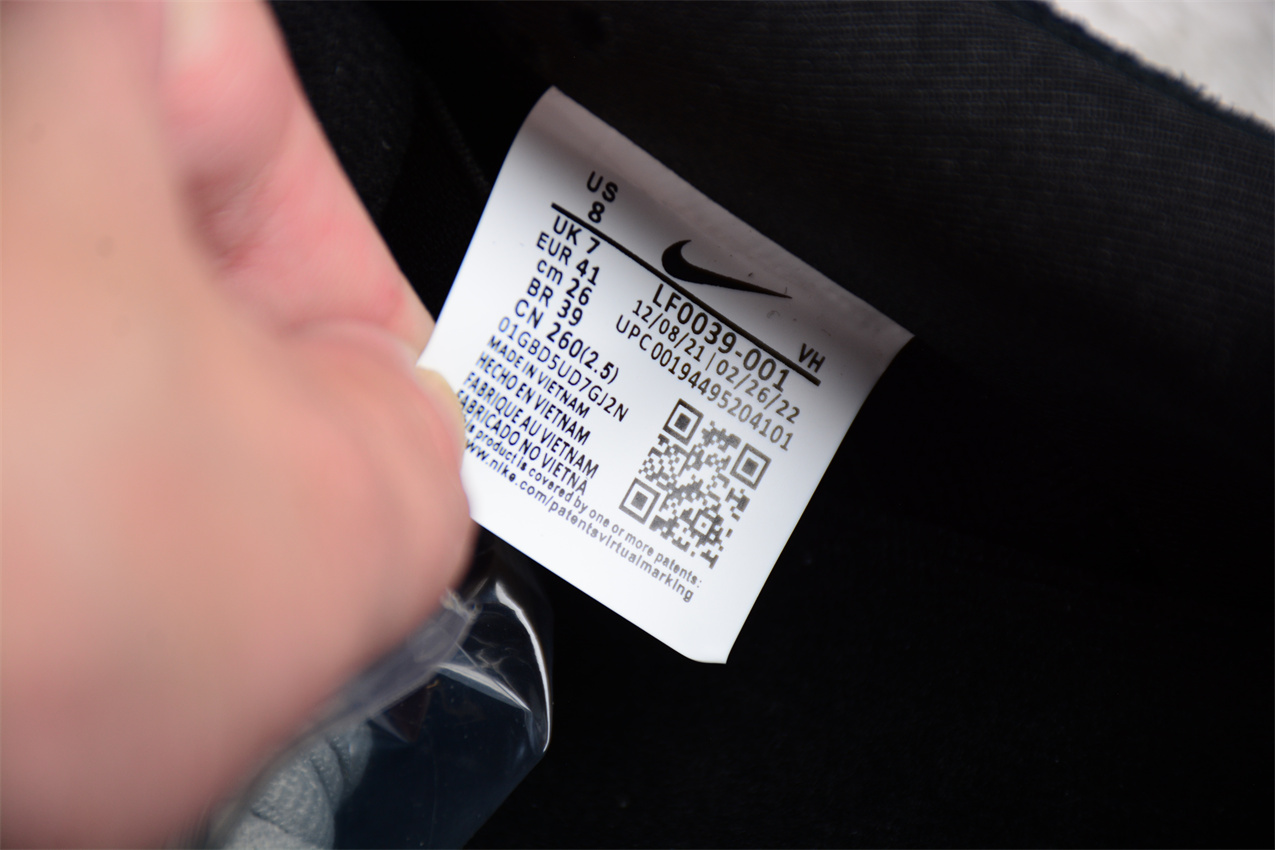 US
8
UK 7
EUR 41
cm 26
BR 39
CN 260(2.5)
01GBD5UD7GJ2N
MADE IN VIETNAM
HECHO EN VIETNAM
FABRIQUE AU VIETNAM
FABRICADO NO VIETNA
product is covered by one or more patents:
www.nike.com/patentsvirtualmarking
VH
LF0039-001
12/08/21 | 02/26/22
UPC 00194495204101